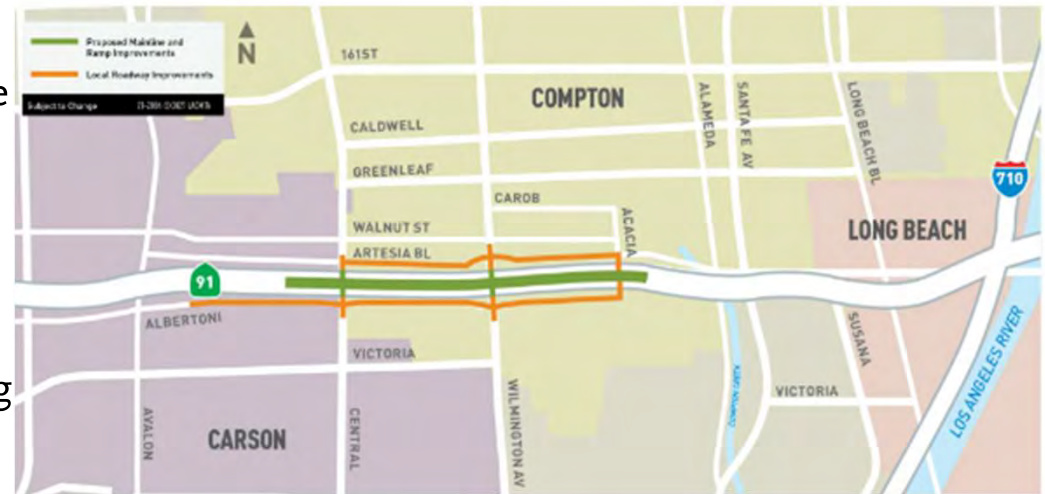 Proposed Mainline and
Ramp Improvements
Local Roadway Improvements
Subject to Change
N
161ST
COMPTON
CALDWELL
GREENLEAF
CAROB
WALNUT ST
ARTESIA BL
ACACIA
ALAMEDA
SANTA FE AV
LONG BEACH BL
710
LONG BEACH
91
ALBERTONI
VICTORIA
AVALON
CENTRAL
WILMINGTON AV
CARSON
SUSANA
VICTORIA
LOS ANGELES RIVER
e
g